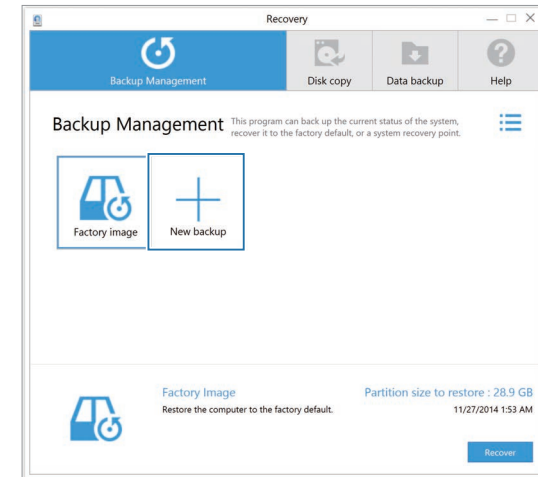 Recovery
Backup Management
Disk copy
Data backup
Help
Backup Management
This program can back up the current status of the system,
recover it to the factory default, or a system recovery point.
Factory image
New backup
Factory Image
Partition size to restore : 28.9 GB
Restore the computer to the factory default.
11/27/2014 1:53 AM
Recover